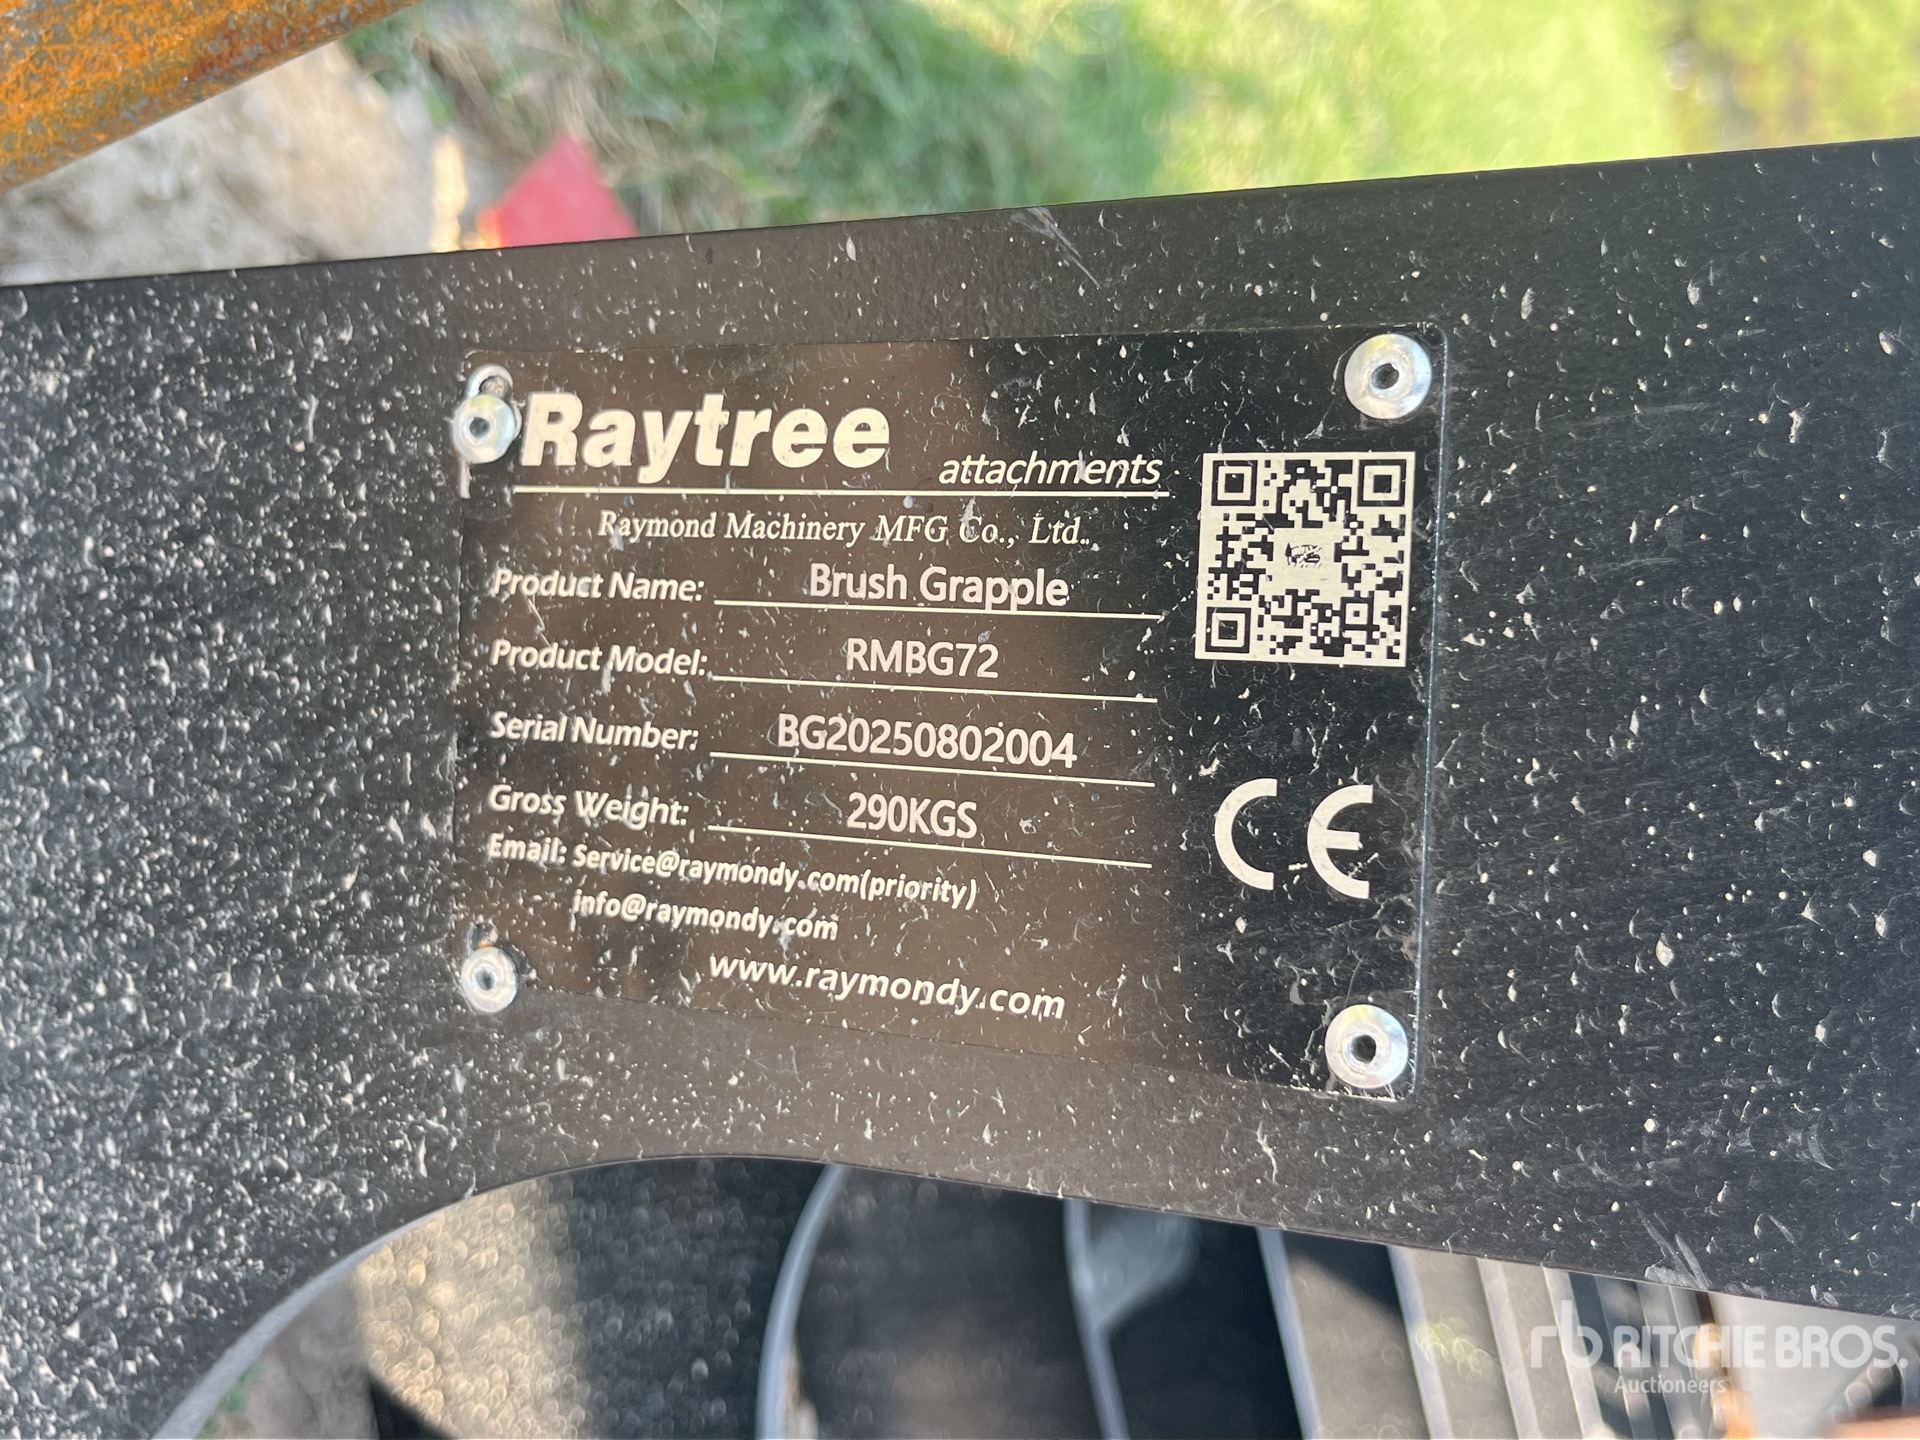 Raytree attachments
Raymond Machinery MFG Co., Ltd.
Product Name: Brush Grapple
Product Model: RMBG72
Serial Number: BG20250802004
Gross Weight: 290KGS
Email: Service@raymondy.com(priority)
info@raymondy.com
www.raymondy.com
CE
rb RITCHIE BROS.
Auctioneers